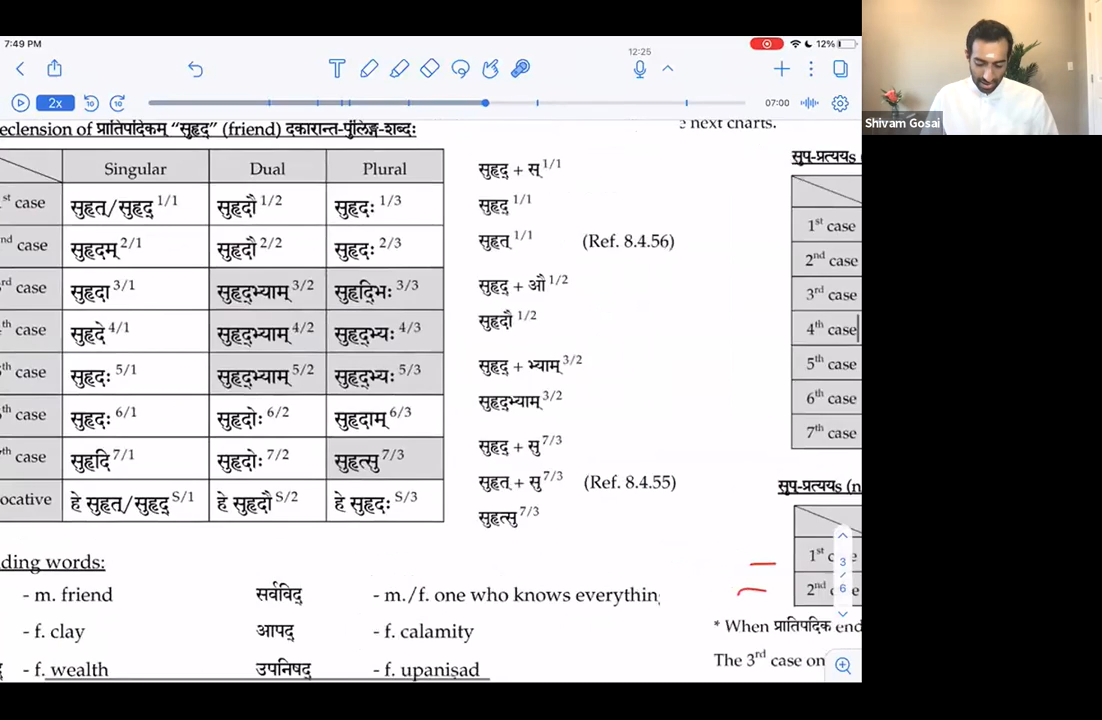 7:49 PM
12%
12:25
2x
10
10
07:00
Shivam Gosai
eclension of प्रातिपदिकम् “सुहृद्” (friend) दकारान्त-पुंलिङ्ग-शब्दः
e next charts.
Singular Dual Plural
st case सुहृत्/सुहृद् 1/1 सुहृदौ 1/2 सुहृदः 1/3
nd case सुहृदम् 2/1 सुहृदौ 2/2 सुहृदः 2/3
rd case सुहृदा 3/1 सुहृद्भ्याम् 3/2 सुहृद्भिः 3/3
th case सुहृदे 4/1 सुहृद्भ्याम् 4/2 सुहृद्भ्यः 4/3
th case सुहृदः 5/1 सुहृद्भ्याम् 5/2 सुहृद्भ्यः 5/3
th case सुहृदः 6/1 सुहृदोः 6/2 सुहृदाम् 6/3
th case सुहृदि 7/1 सुहृदोः 7/2 सुहृत्सु 7/3
ocative हे सुहृत्/सुहृद् S/1 हे सुहृदौ S/2 हे सुहृदः S/3
सुहृद् + स् 1/1
सुहृद् 1/1
सुहृत् 1/1 (Ref. 8.4.56)
सुहृद् + औ 1/2
सुहृदौ 1/2
सुहृद् + भ्याम् 3/2
सुहृद्भ्याम् 3/2
सुहृद् + सु 7/3
सुहृत् + सु 7/3 (Ref. 8.4.55)
सुहृत्सु 7/3
सुप्-प्रत्ययs (
1st case
2nd case
3rd case
4th case
5th case
6th case
7th case
सुप्-प्रत्ययs (n
1st c e
2nd c e
3
/
6
ding words:
- m. friend सर्वविद् - m./f. one who knows everythin
- f. clay आपद् - f. calamity
- f. wealth उपनिषद् - f. upaniṣad
* When प्रातिपदिक end
The 3rd case on